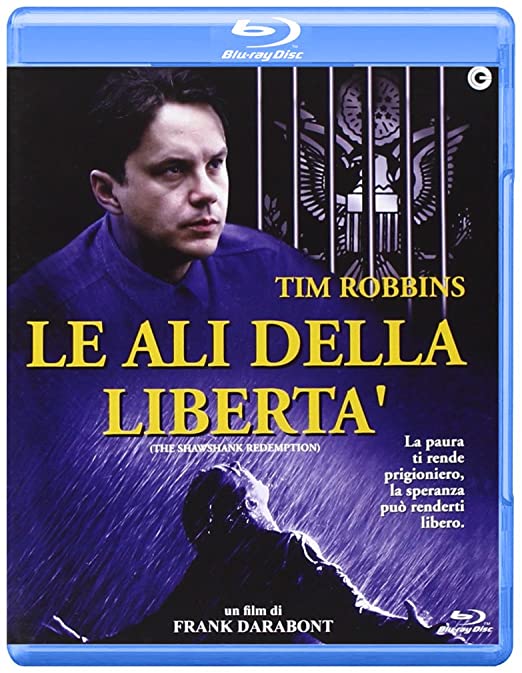 Blu-ray Disc
TIM ROBBINS
LE ALI DELLA
LIBERTA'
(THE SHAWSHANK REDEMPTION)
La paura
ti rende
prigioniero,
la speranza
può renderti
libero.
un film di
FRANK DARABONT
Blu-ray Disc